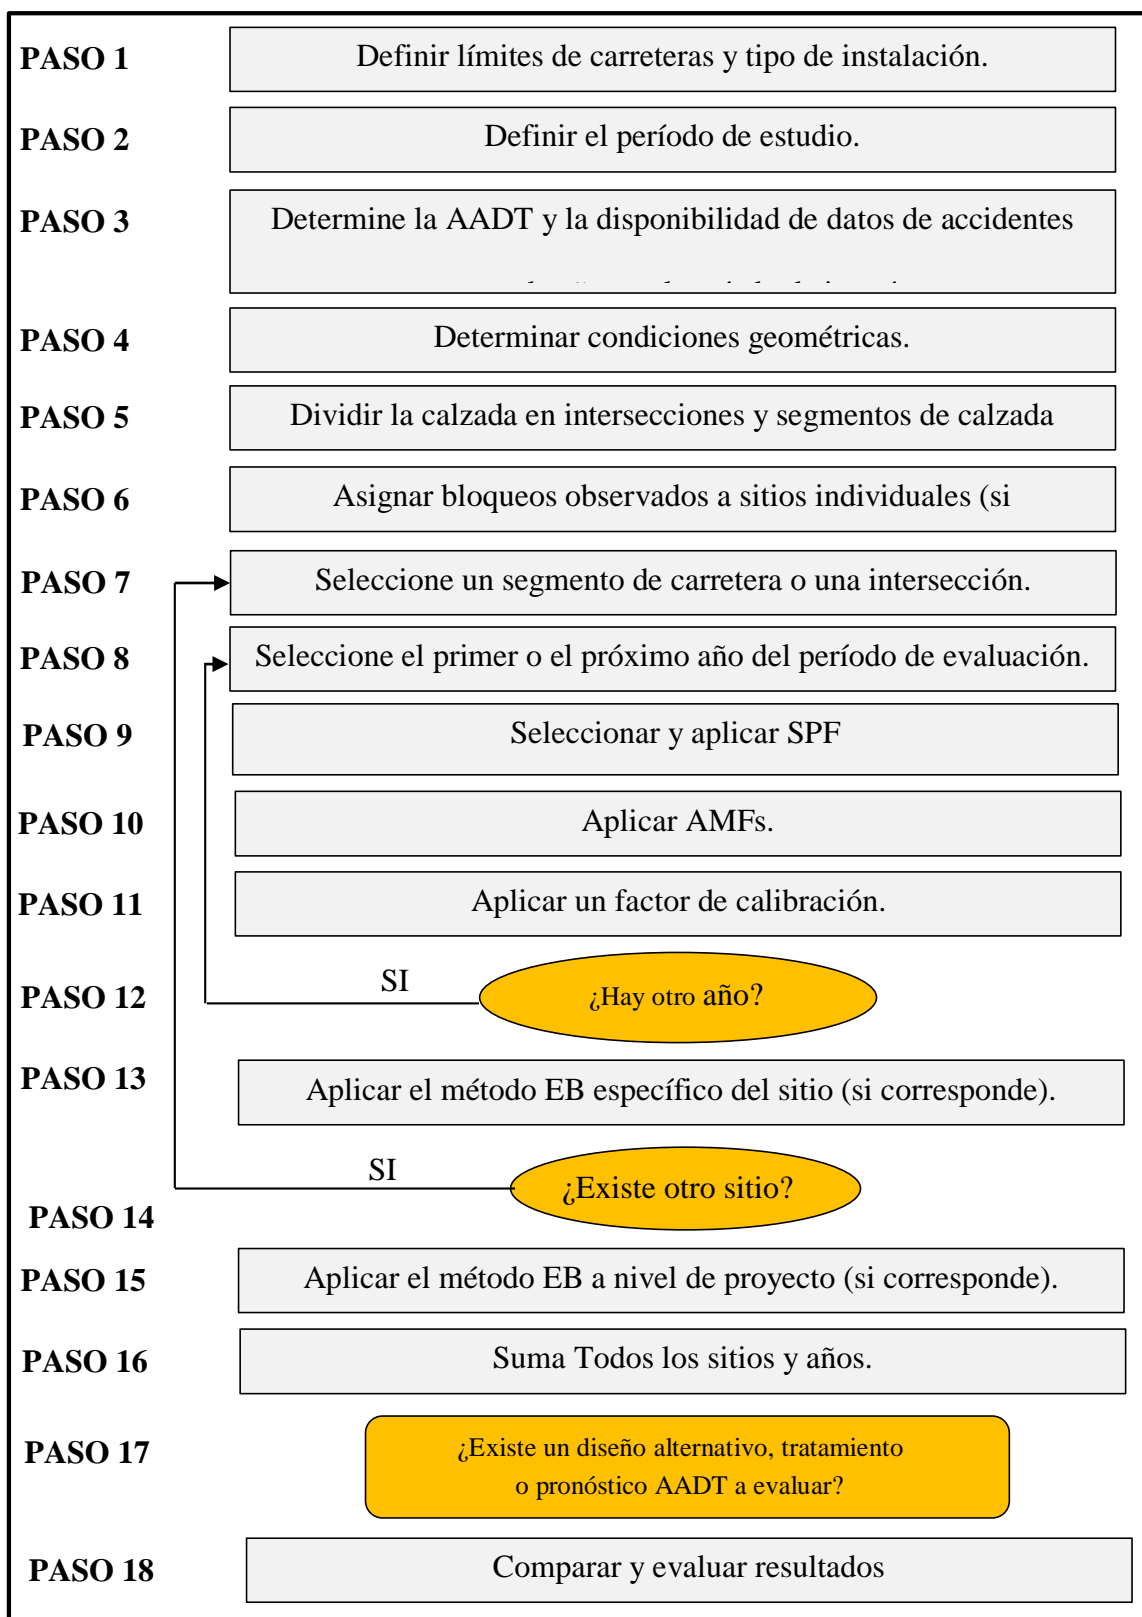 PASO 1
Definir límites de carreteras y tipo de instalación.
PASO 2
Definir el período de estudio.
PASO 3
Determine la AADT y la disponibilidad de datos de accidentes
PASO 4
Determinar condiciones geométricas.
PASO 5
Dividir la calzada en intersecciones y segmentos de calzada
PASO 6
Asignar bloqueos observados a sitios individuales (si
PASO 7
Seleccione un segmento de carretera o una intersección.
PASO 8
Seleccione el primer o el próximo año del período de evaluación.
PASO 9
Seleccionar y aplicar SPF
PASO 10
Aplicar AMFs.
PASO 11
Aplicar un factor de calibración.
PASO 12
SI
¿Hay otro año?
PASO 13
Aplicar el método EB específico del sitio (si corresponde).
SI
¿Existe otro sitio?
PASO 14
PASO 15
Aplicar el método EB a nivel de proyecto (si corresponde).
PASO 16
Suma Todos los sitios y años.
PASO 17
¿Existe un diseño alternativo, tratamiento
o pronóstico AADT a evaluar?
PASO 18
Comparar y evaluar resultados